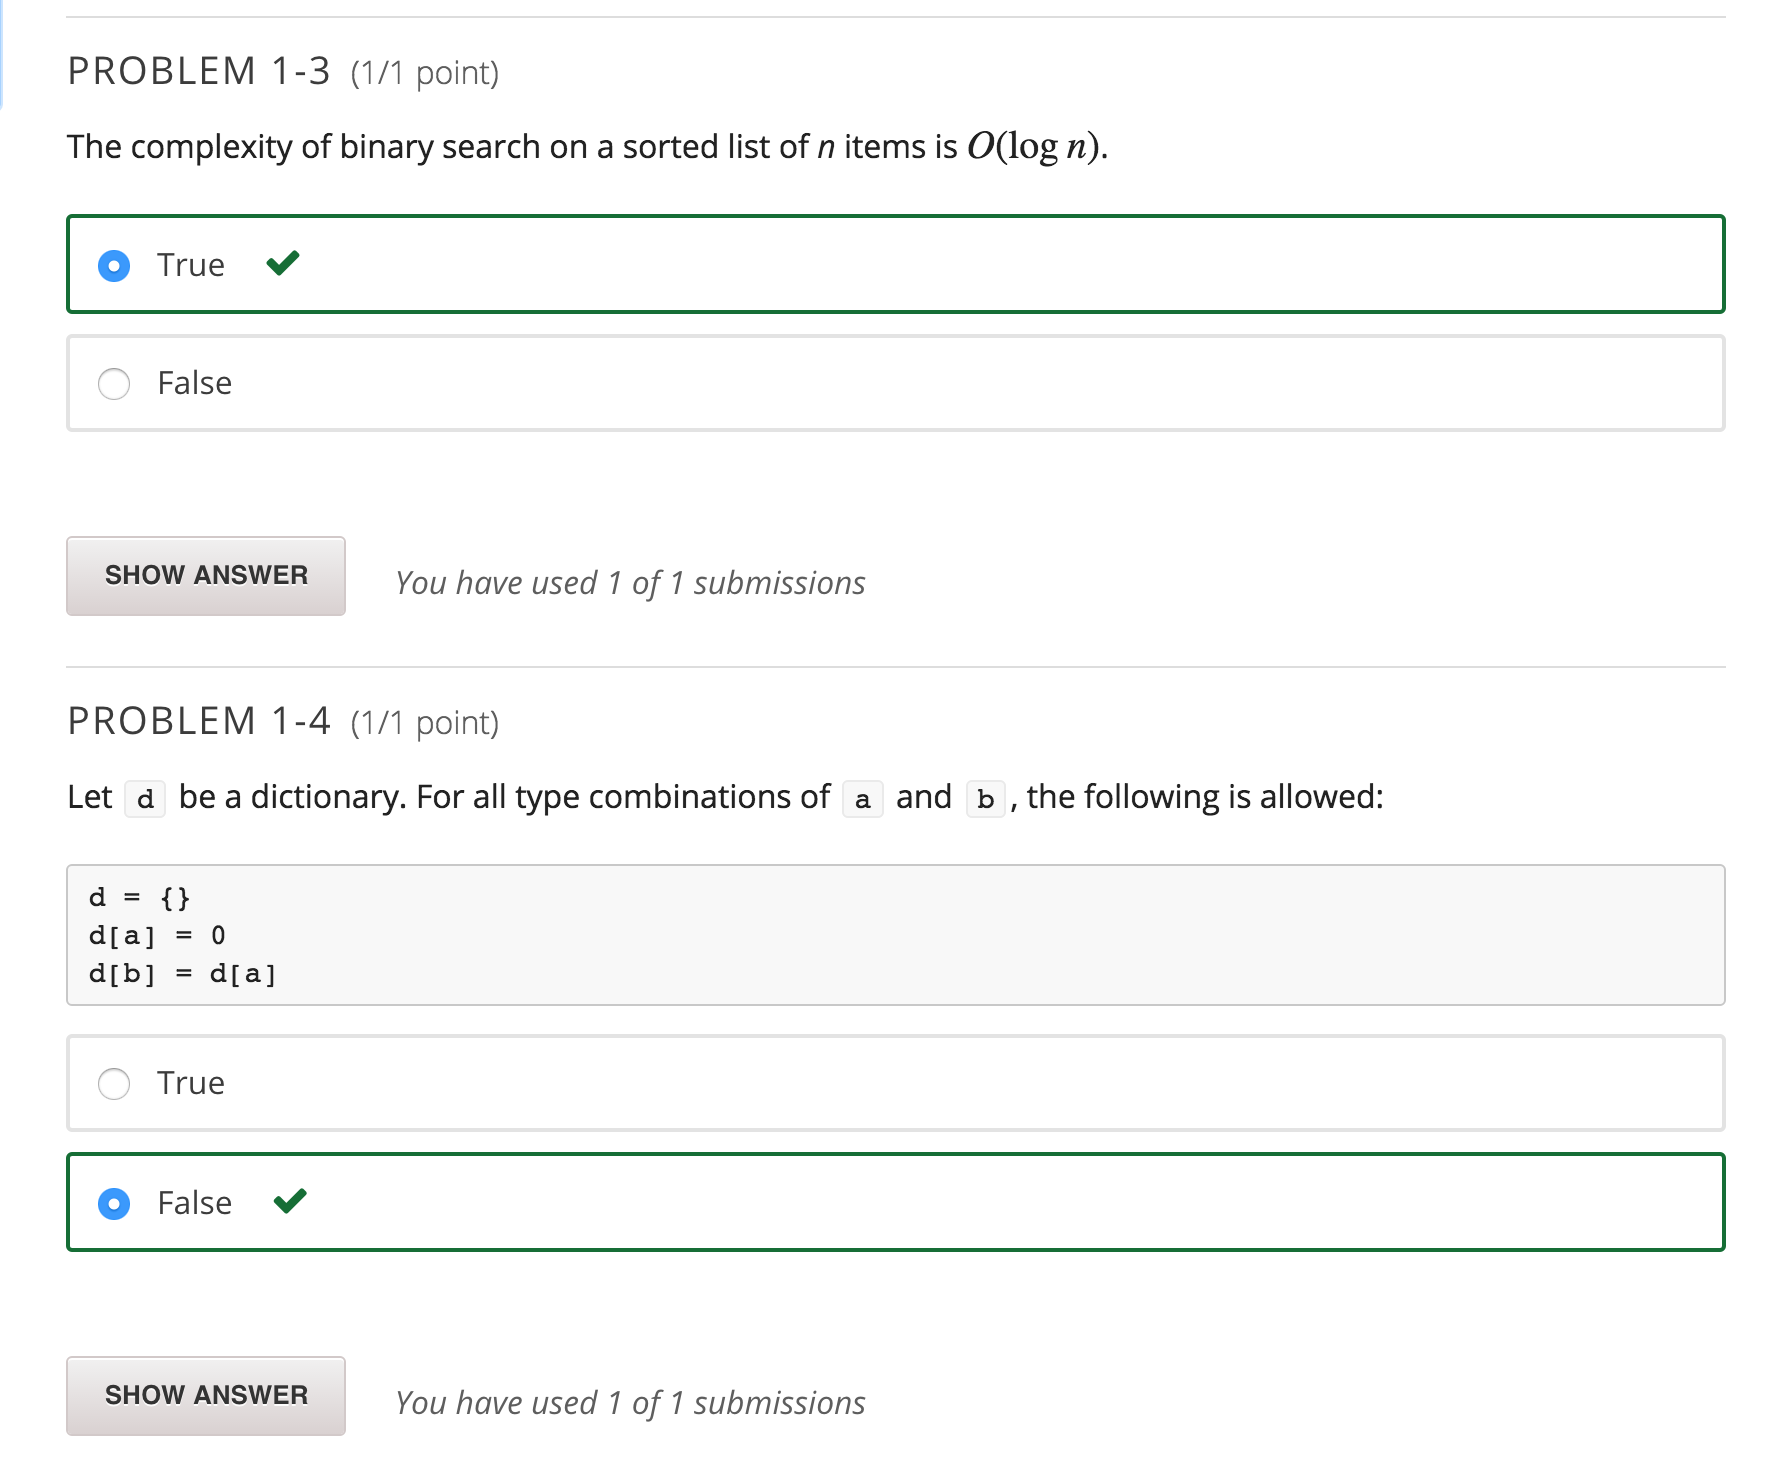 PROBLEM 1-3 (1/1 point)
The complexity of binary search on a sorted list of n items is O(log n).
True
False
SHOW ANSWER You have used 1 of 1 submissions
PROBLEM 1-4 (1/1 point)
Let d be a dictionary. For all type combinations of a and b, the following is allowed:
d = {}
d[a] = 0
d[b] = d[a]
True
False
SHOW ANSWER You have used 1 of 1 submissions